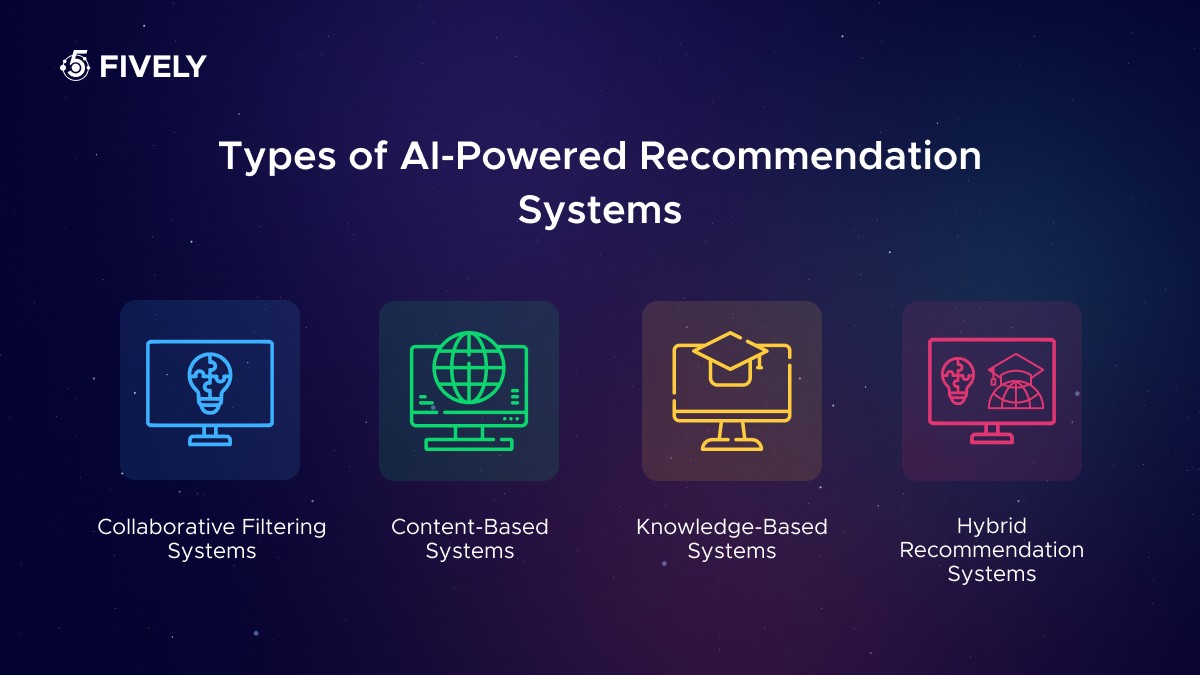 FIVELY
Types of AI-Powered Recommendation
Systems
Collaborative Filtering
Systems
Content-Based
Systems
Knowledge-Based
Systems
Hybrid
Recommendation
Systems